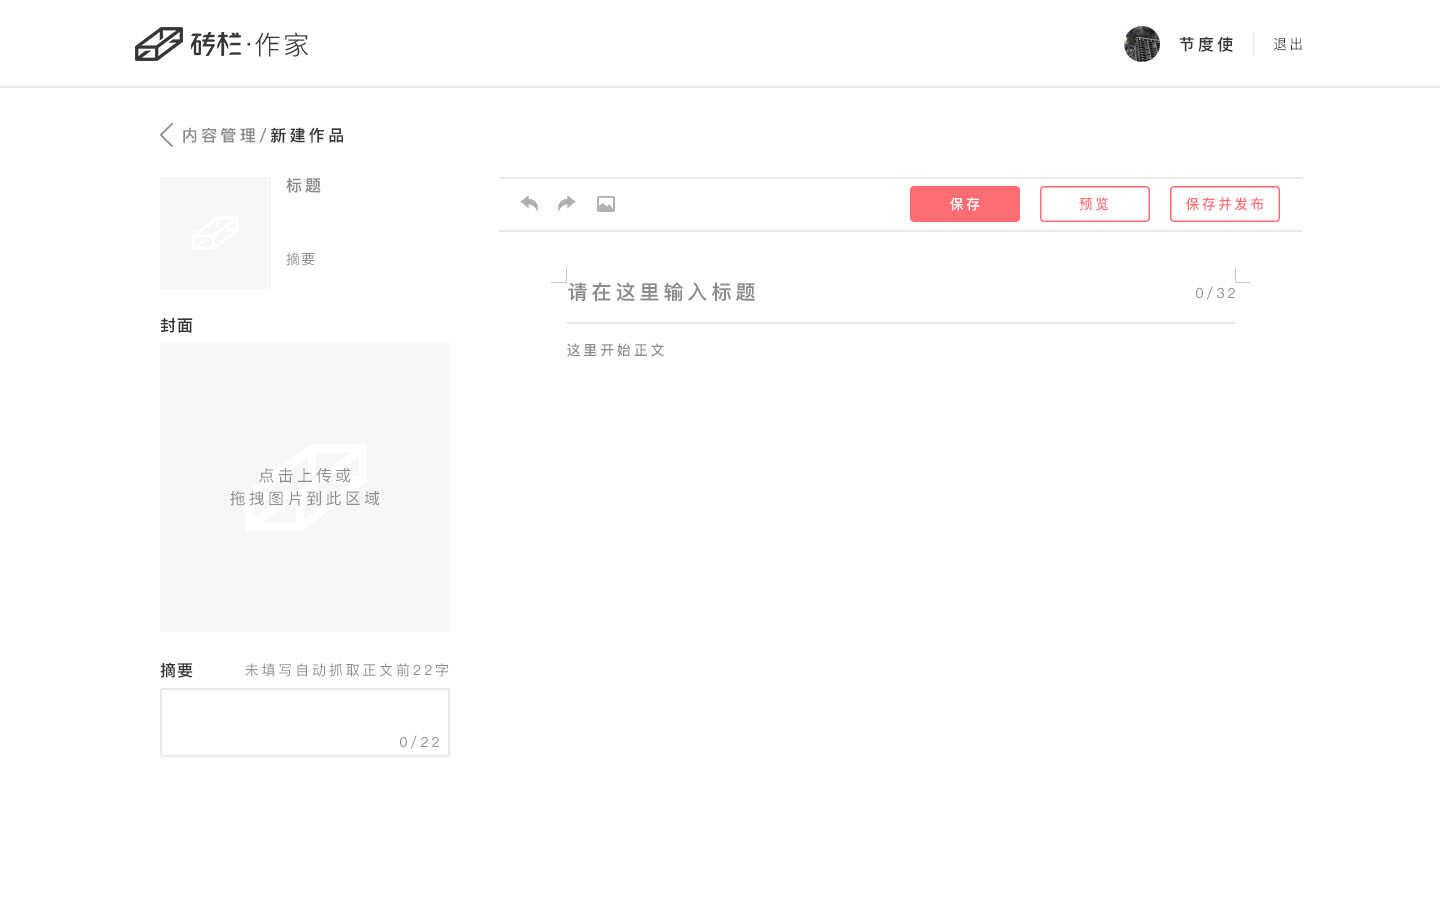 砖栏·作家
节度使
退出
内容管理/新建作品
标题
摘要
保存
预览
保存并发布
请在这里输入标题
0/32
这里开始正文
封面
点击上传或
拖拽图片到此区域
摘要
未填写自动抓取正文前22字
0/22